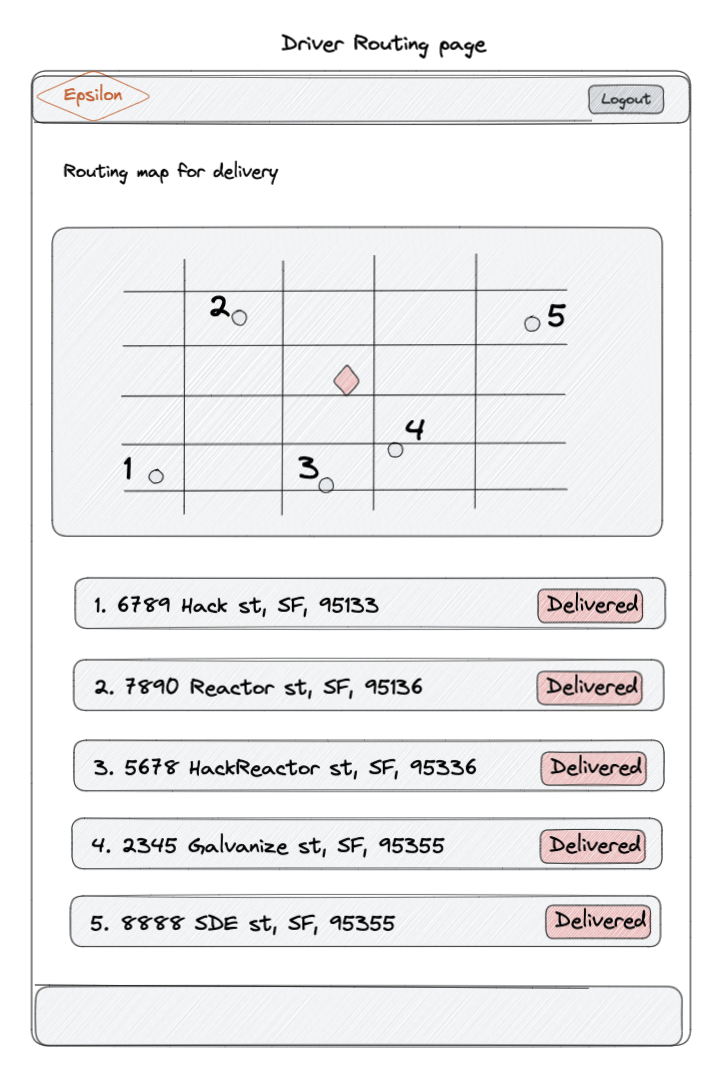 Driver Routing page
Epsilon
Logout
Routing map for delivery
2
5
4
1
3
1. 6789 Hack st, SF, 95133
Delivered
2. 7890 Reactor st, SF, 95136
Delivered
3. 5678 HackReactor st, SF, 95336
Delivered
4. 2345 Galvanize st, SF, 95355
Delivered
5. 8888 SDE st, SF, 95355
Delivered